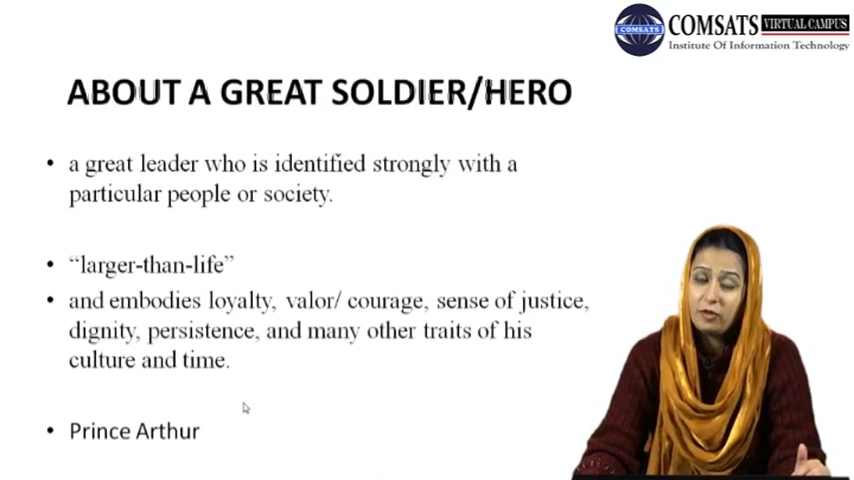 COMSATS
COMSATS VIRTUAL CAMPUS
Institute Of Information Technology
ABOUT A GREAT SOLDIER/HERO
• a great leader who is identified strongly with a
particular people or society.
• “larger-than-life”
• and embodies loyalty, valor/ courage, sense of justice,
dignity, persistence, and many other traits of his
culture and time.
• Prince Arthur